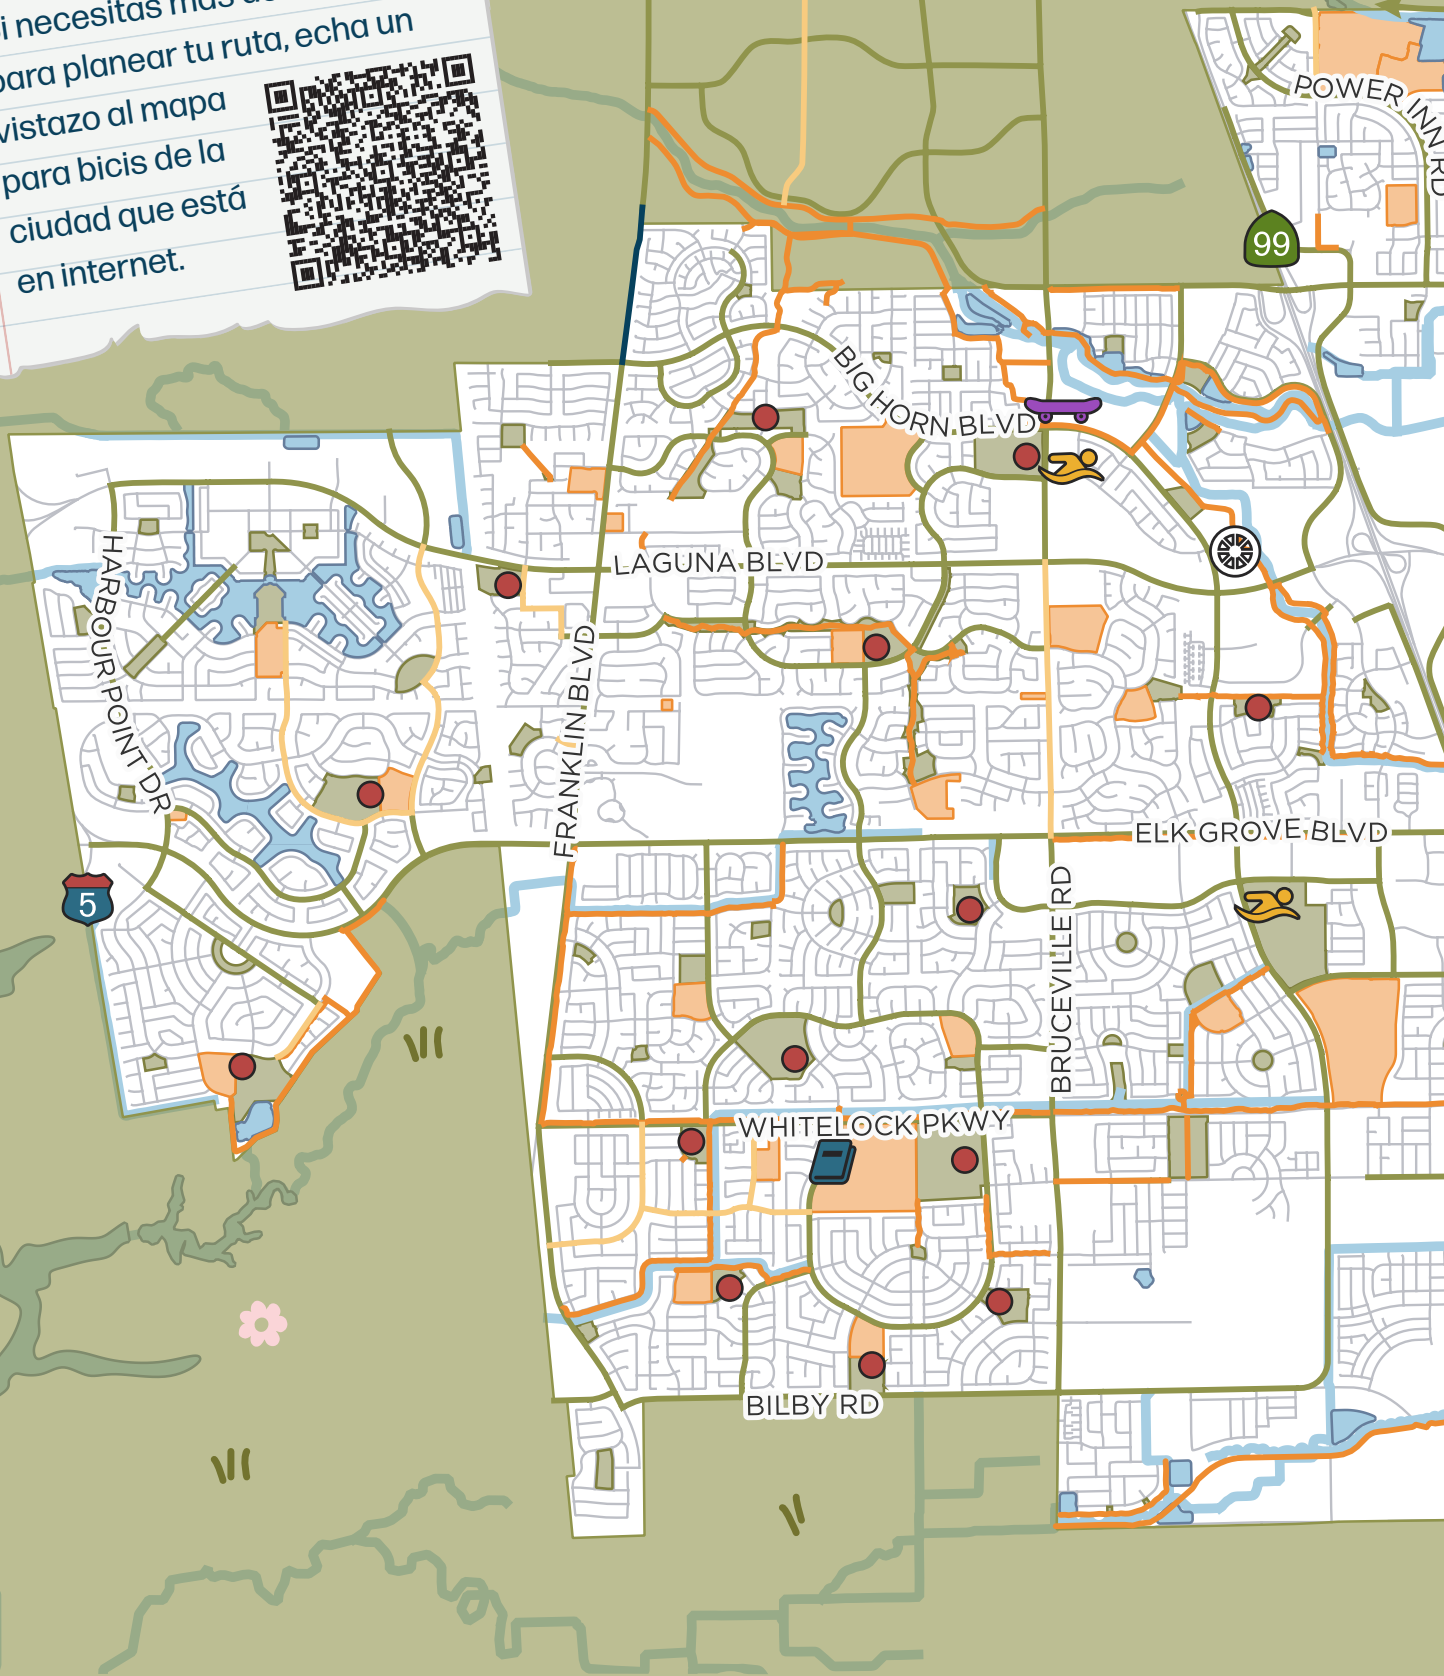 necesitas más
para planear tu ruta, echa un
vistazo al mapa
para bicis de la
ciudad que está
en internet.
POWER INN RD
99
BIG HORN BLVD
LAGUNA BLVD
HARBOUR POINT DR
FRANKLIN BLVD
ELK GROVE BLVD
5
BRUCEVILLE RD
WHITELOCK PKWY
BILBY RD